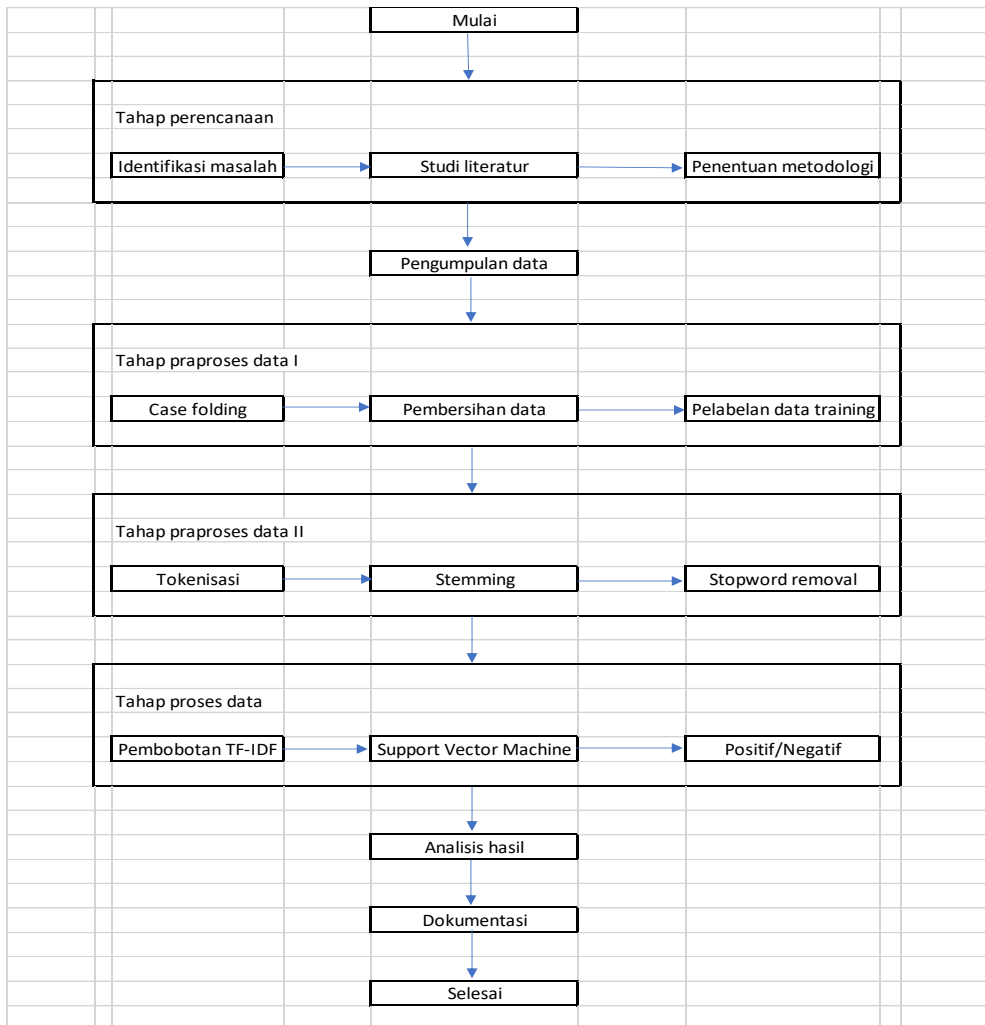 Mulai
Tahap perencanaan
Identifikasi masalah
Studi literatur
Penentuan metodologi
Pengumpulan data
Tahap praproses data I
Case folding
Pembersihan data
Pelabelan data training
Tahap praproses data II
Tokenisasi
Stemming
Stopword removal
Tahap proses data
Pembobotan TF-IDF
Support Vector Machine
Positif/Negatif
Analisis hasil
Dokumentasi
Selesai